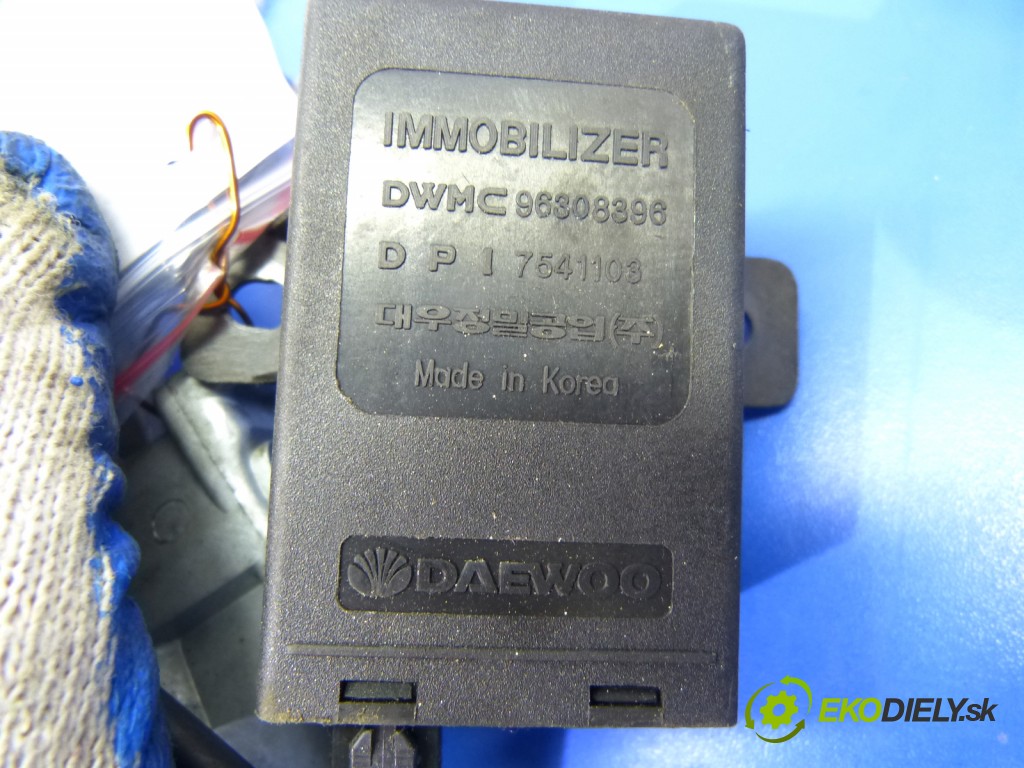 IMMOBILIZER
DWMC 96308396
D P I 7541103
대우정밀공업(주)
Made in Korea
DAEWOO
EKODIELY.sk